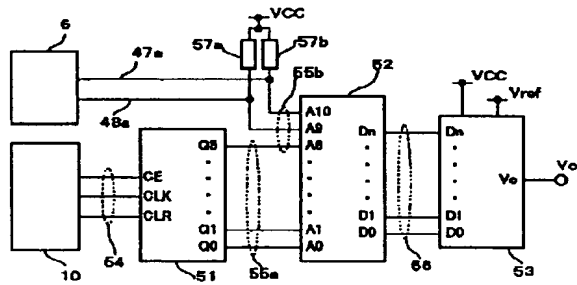 VCC
6
47a
57a
57b
52
55b
VCC
Vref
48a
A10
A9
Q8
A8
Dn
Dn
CE
CLK
CLR
Vo
Vo
Q1
A1
D1
D1
Q0
A0
D0
D0
10
54
51
55a
56
53